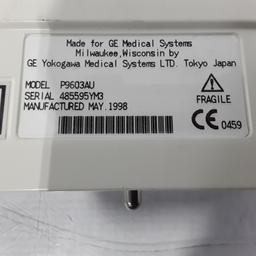 Made for GE Medical Systems
Milwaukee,Wisconsin by
GE Yokogawa Medical Systems LTD. Tokyo Japan
MODEL P9603AU
SERIAL 485595YM3
MANUFACTURED MAY.1998
FRAGILE
CE 0459